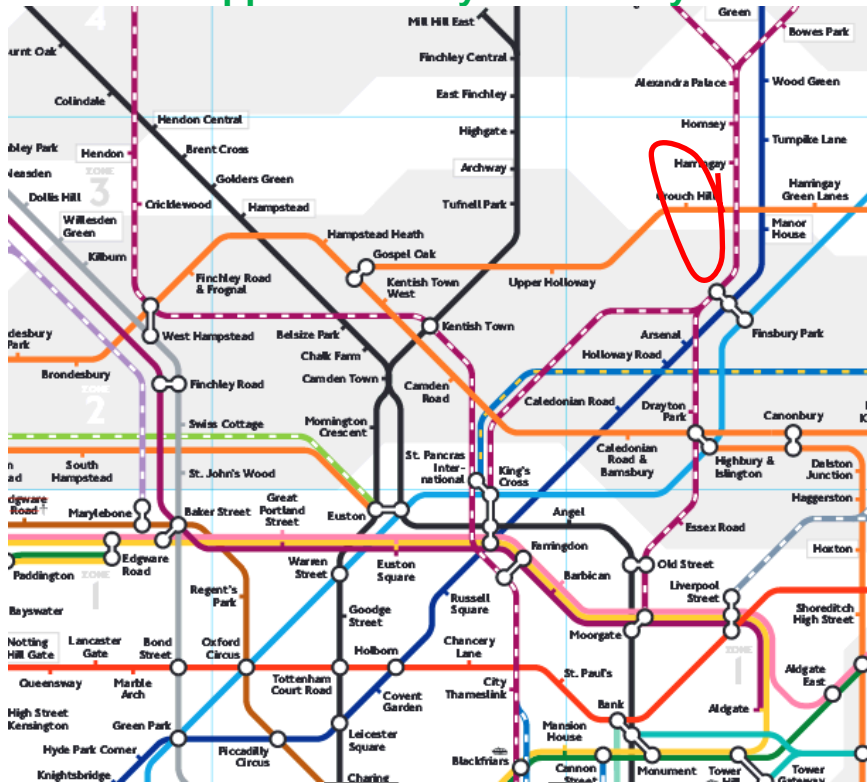 4
Mill Hill East
Green
Bowes Park
urnt Oak
Finchley Central
Colindale
East Finchley
Alexandra Palace
Wood Green
Hendon Central
Highgate
Hornsey
Turnpike Lane
bley Park
Hendon
Brent Cross
Archway
Harringay
easden
ZONE
3
Golders Green
Dollis Hill
Cricklewood
Hampstead
Tufnell Park
Crouch Hill
Harringay
Green Lanes
Willesden
Green
Manor
House
Hampstead Heath
Kilburn
Gospel Oak
Finchley Road
& Frognal
Kentish Town
West
Upper Holloway
desbury
Park
West Hampstead
Belsize Park
Kentish Town
Arsenal
Finsbury Park
Chalk Farm
Holloway Road
Brondesbury
Finchley Road
Camden Town
Camden
Road
Caledonian Road
Drayton
Park
Canonbury
ZONE
2
Swiss Cottage
Mornington
Crescent
South
Hampstead
St. John's Wood
St. Pancras
Inter-
national
King's
Cross
Caledonian
Road &
Barnsbury
Highbury &
Islington
Dalston
Junction
dgware
Road
Marylebone
Baker Street
Great
Portland
Street
Euston
Angel
Haggerston
Essex Road
Paddington
Edgware
Road
Warren
Street
Euston
Square
Farringdon
Old Street
Hoxton
Barbican
Liverpool
Street
ZONE
1
Regent's
Park
Russell
Square
Bayswater
Goodge
Street
Moorgate
Shoreditch
High Street
Notting
Hill Gate
Lancaster
Gate
Bond
Street
Oxford
Circus
Holborn
Chancery
Lane
ZONE
1
Queensway
Marble
Arch
Tottenham
Court Road
City
Thameslink
St. Paul's
Aldgate
East
High Street
Kensington
Green Park
Covent
Garden
Bank
Aldgate
Hyde Park Corner
Piccadilly
Circus
Leicester
Square
Mansion
House
Knightsbridge
Charing
Blackfriars
Cannon
Street
Monument
Tower
Hill
Tower
Gateway